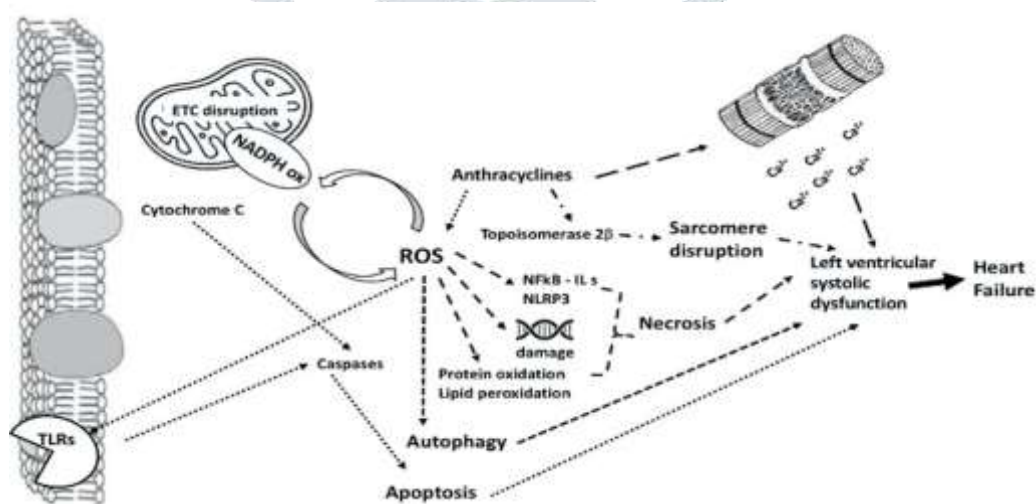 ETC disruption
NADPH ox
Cytochrome C
Anthracyclines
Topoisomerase 2β
Sarcomere
disruption
Ca²⁺
Ca²⁺
Ca²⁺
Ca²⁺
Ca²⁺
Ca²⁺
ROS
NFkB - IL s
NLRP3
damage
Necrosis
Left ventricular
systolic
dysfunction
Heart
Failure
Caspases
Protein oxidation
Lipid peroxidation
TLRs
Autophagy
Apoptosis